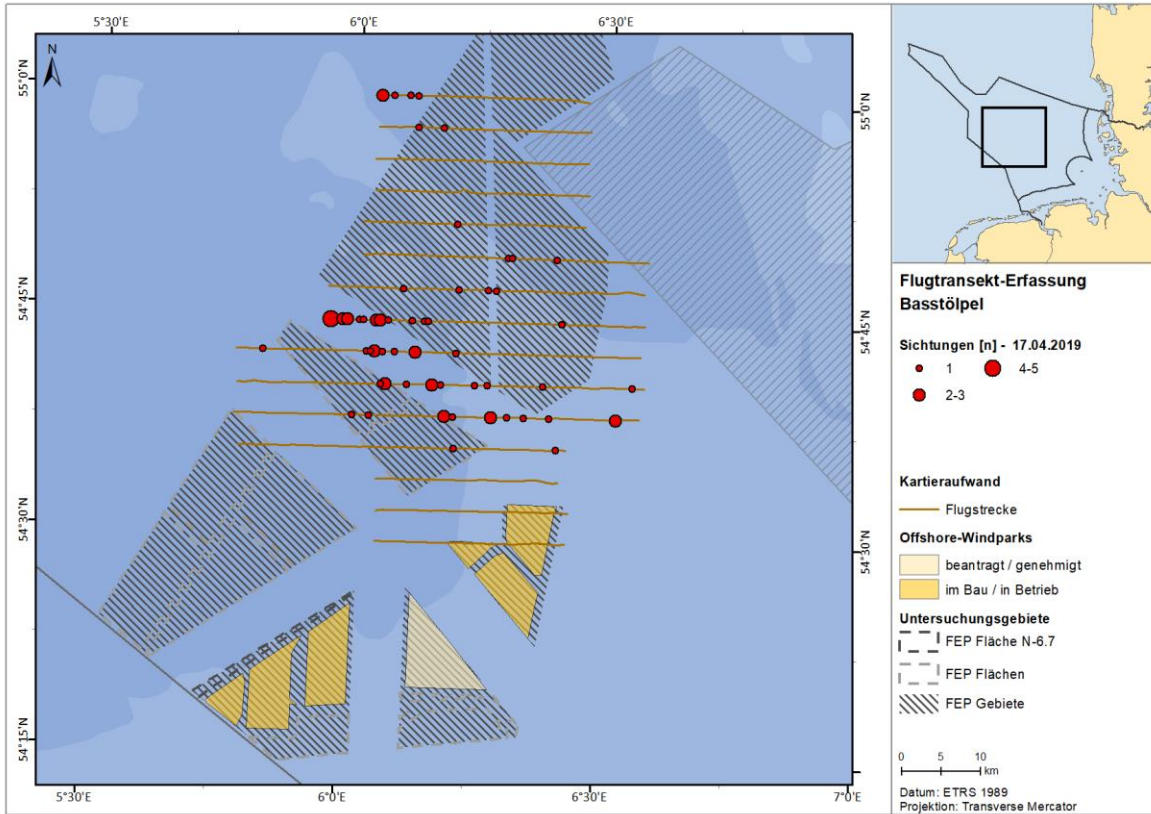 5°30'E
6°0'E
6°30'E
N
55°0'N
55°0'N
54°45'N
54°45'N
54°30'N
54°30'N
54°15'N
5°30'E
6°0'E
6°30'E
7°0'E
Flugtransekt-Erfassung
Basstölpel
Sichtungen [n] - 17.04.2019
1
4-5
2-3
Kartieraufwand
Flugstrecke
Offshore-Windparks
beantragt / genehmigt
im Bau / in Betrieb
Untersuchungsgebiete
FEP Fläche N-6.7
FEP Flächen
FEP Gebiete
0 5 10
km
Datum: ETRS 1989
Projektion: Transverse Mercator